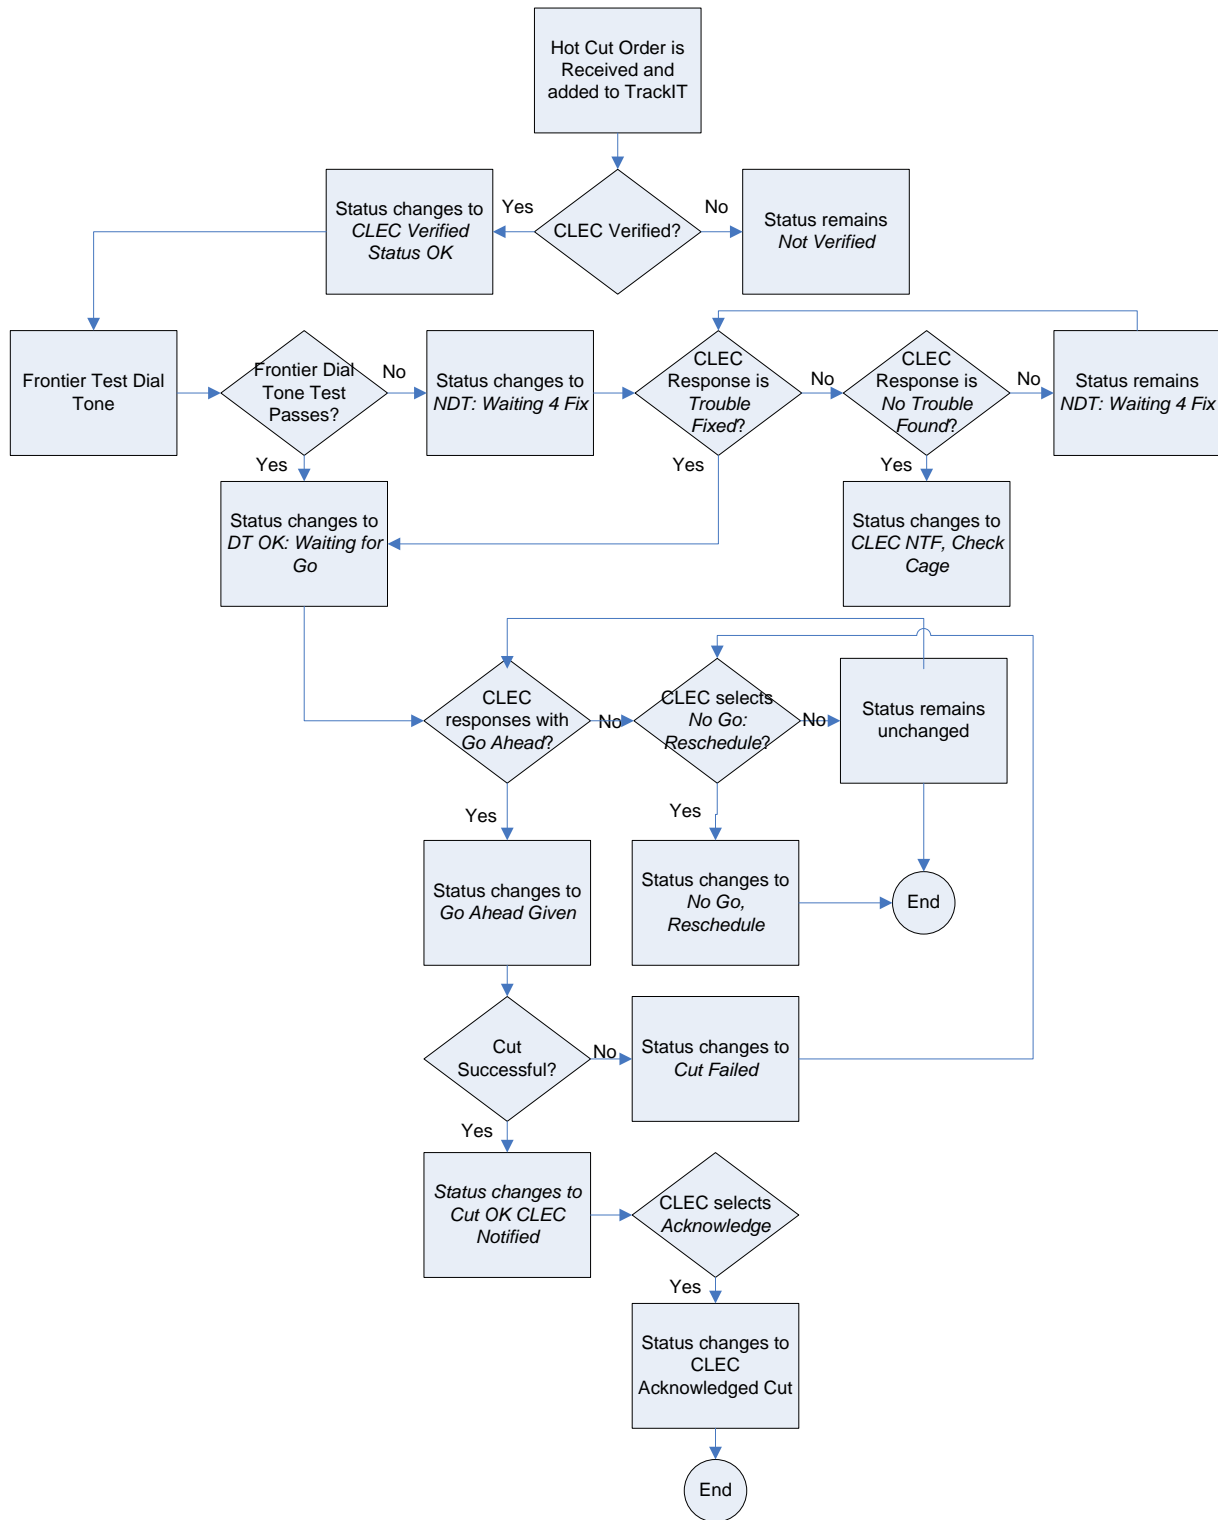 Hot Cut Order is
Received and
added to TrackIT
Status changes to
CLEC Verified
Status OK
Yes
CLEC Verified?
No
Status remains
Not Verified
Frontier Test Dial
Tone
Frontier Dial
Tone Test
Passes?
No
Yes
Status changes to
NDT: Waiting 4 Fix
CLEC
Response is
Trouble
Fixed?
No
Yes
CLEC
Response is
No Trouble
Found?
No
Yes
Status remains
NDT: Waiting 4 Fix
Status changes to
DT OK: Waiting for
Go
Status changes to
CLEC NTF, Check
Cage
CLEC
responses with
Go Ahead?
No
Yes
CLEC selects
No Go:
Reschedule?
No
Yes
Status remains
unchanged
Status changes to
Go Ahead Given
Status changes to
No Go,
Reschedule
End
Cut
Successful?
No
Yes
Status changes to
Cut Failed
Status changes to
Cut OK CLEC
Notified
CLEC selects
Acknowledge
Yes
Status changes to
CLEC
Acknowledged Cut
End